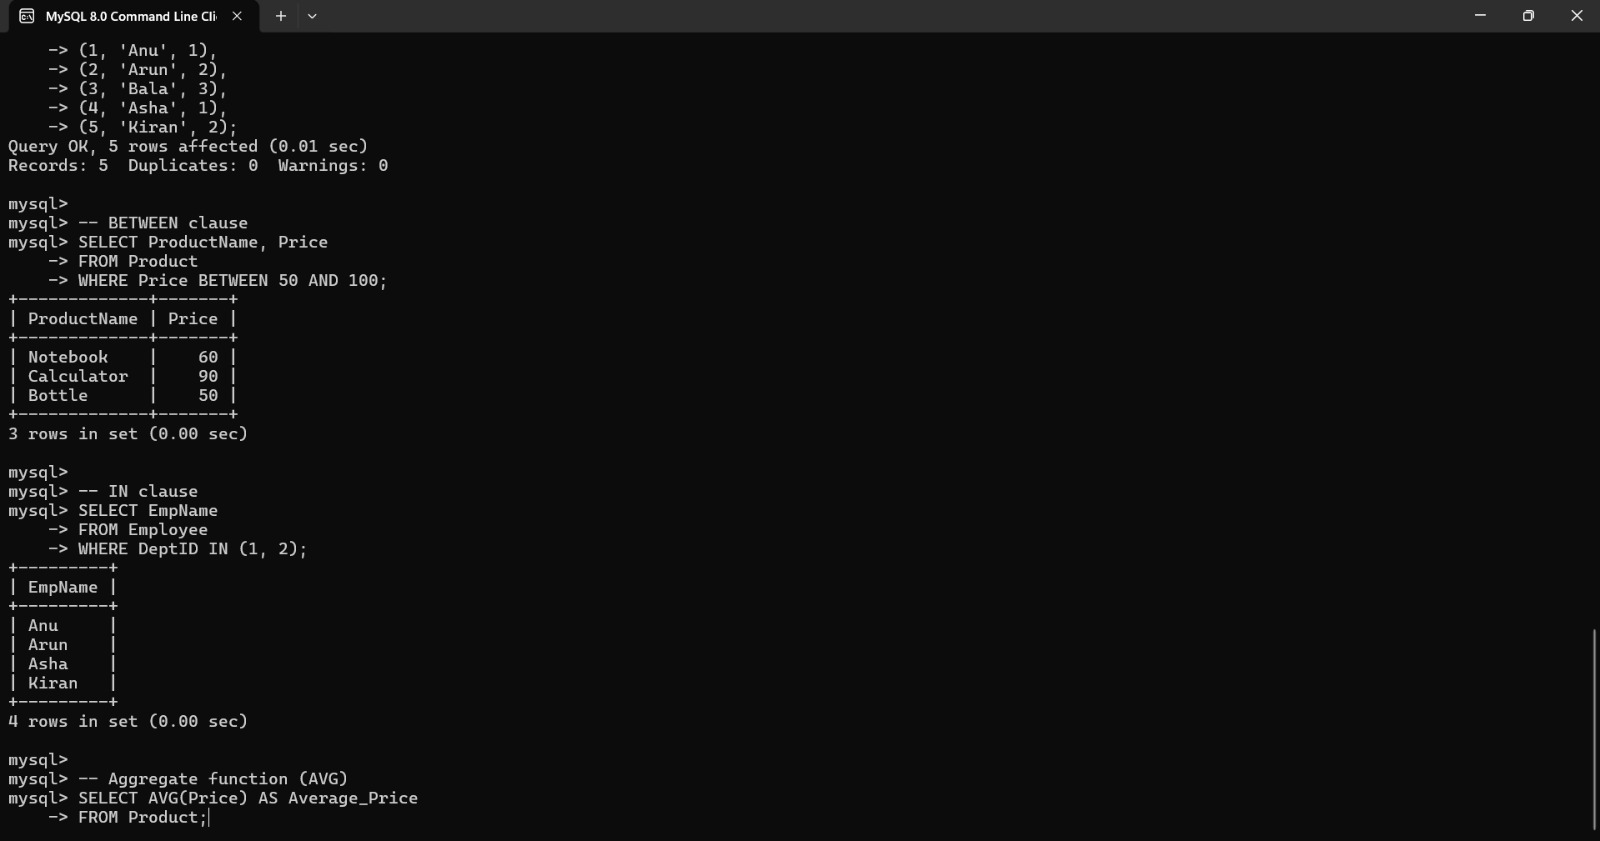 MySQL 8.0 Command Line Cli
    -> (1, 'Anu', 1),
    -> (2, 'Arun', 2),
    -> (3, 'Bala', 3),
    -> (4, 'Asha', 1),
    -> (5, 'Kiran', 2);
Query OK, 5 rows affected (0.01 sec)
Records: 5  Duplicates: 0  Warnings: 0
mysql>
mysql> -- BETWEEN clause
mysql> SELECT ProductName, Price
    -> FROM Product
    -> WHERE Price BETWEEN 50 AND 100;
+-------------+-------+
| ProductName | Price |
+-------------+-------+
| Notebook    |    60 |
| Calculator  |    90 |
| Bottle      |    50 |
+-------------+-------+
3 rows in set (0.00 sec)
mysql>
mysql> -- IN clause
mysql> SELECT EmpName
    -> FROM Employee
    -> WHERE DeptID IN (1, 2);
+---------+
| EmpName |
+---------+
| Anu     |
| Arun    |
| Asha    |
| Kiran   |
+---------+
4 rows in set (0.00 sec)
mysql>
mysql> -- Aggregate function (AVG)
mysql> SELECT AVG(Price) AS Average_Price
    -> FROM Product;